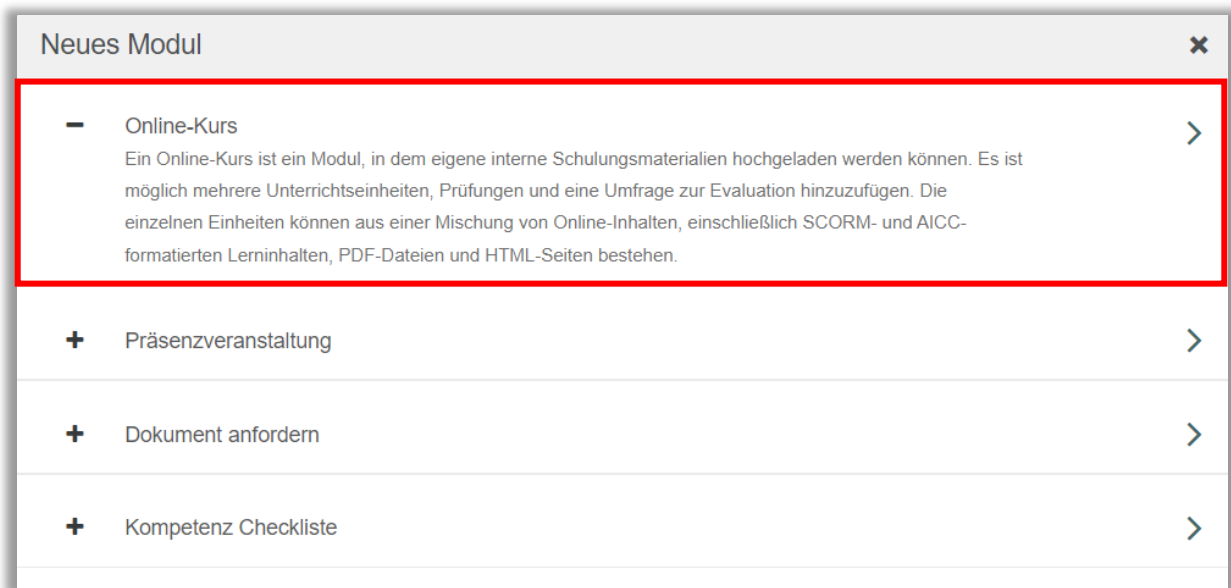 Neues Modul
Online-Kurs
Ein Online-Kurs ist ein Modul, in dem eigene interne Schulungsmaterialien hochgeladen werden können. Es ist
möglich mehrere Unterrichtseinheiten, Prüfungen und eine Umfrage zur Evaluation hinzuzufügen. Die
einzelnen Einheiten können aus einer Mischung von Online-Inhalten, einschließlich SCORM- und AICC-
formatierten Lerninhalten, PDF-Dateien und HTML-Seiten bestehen.
Präsenzveranstaltung
Dokument anfordern
Kompetenz Checkliste